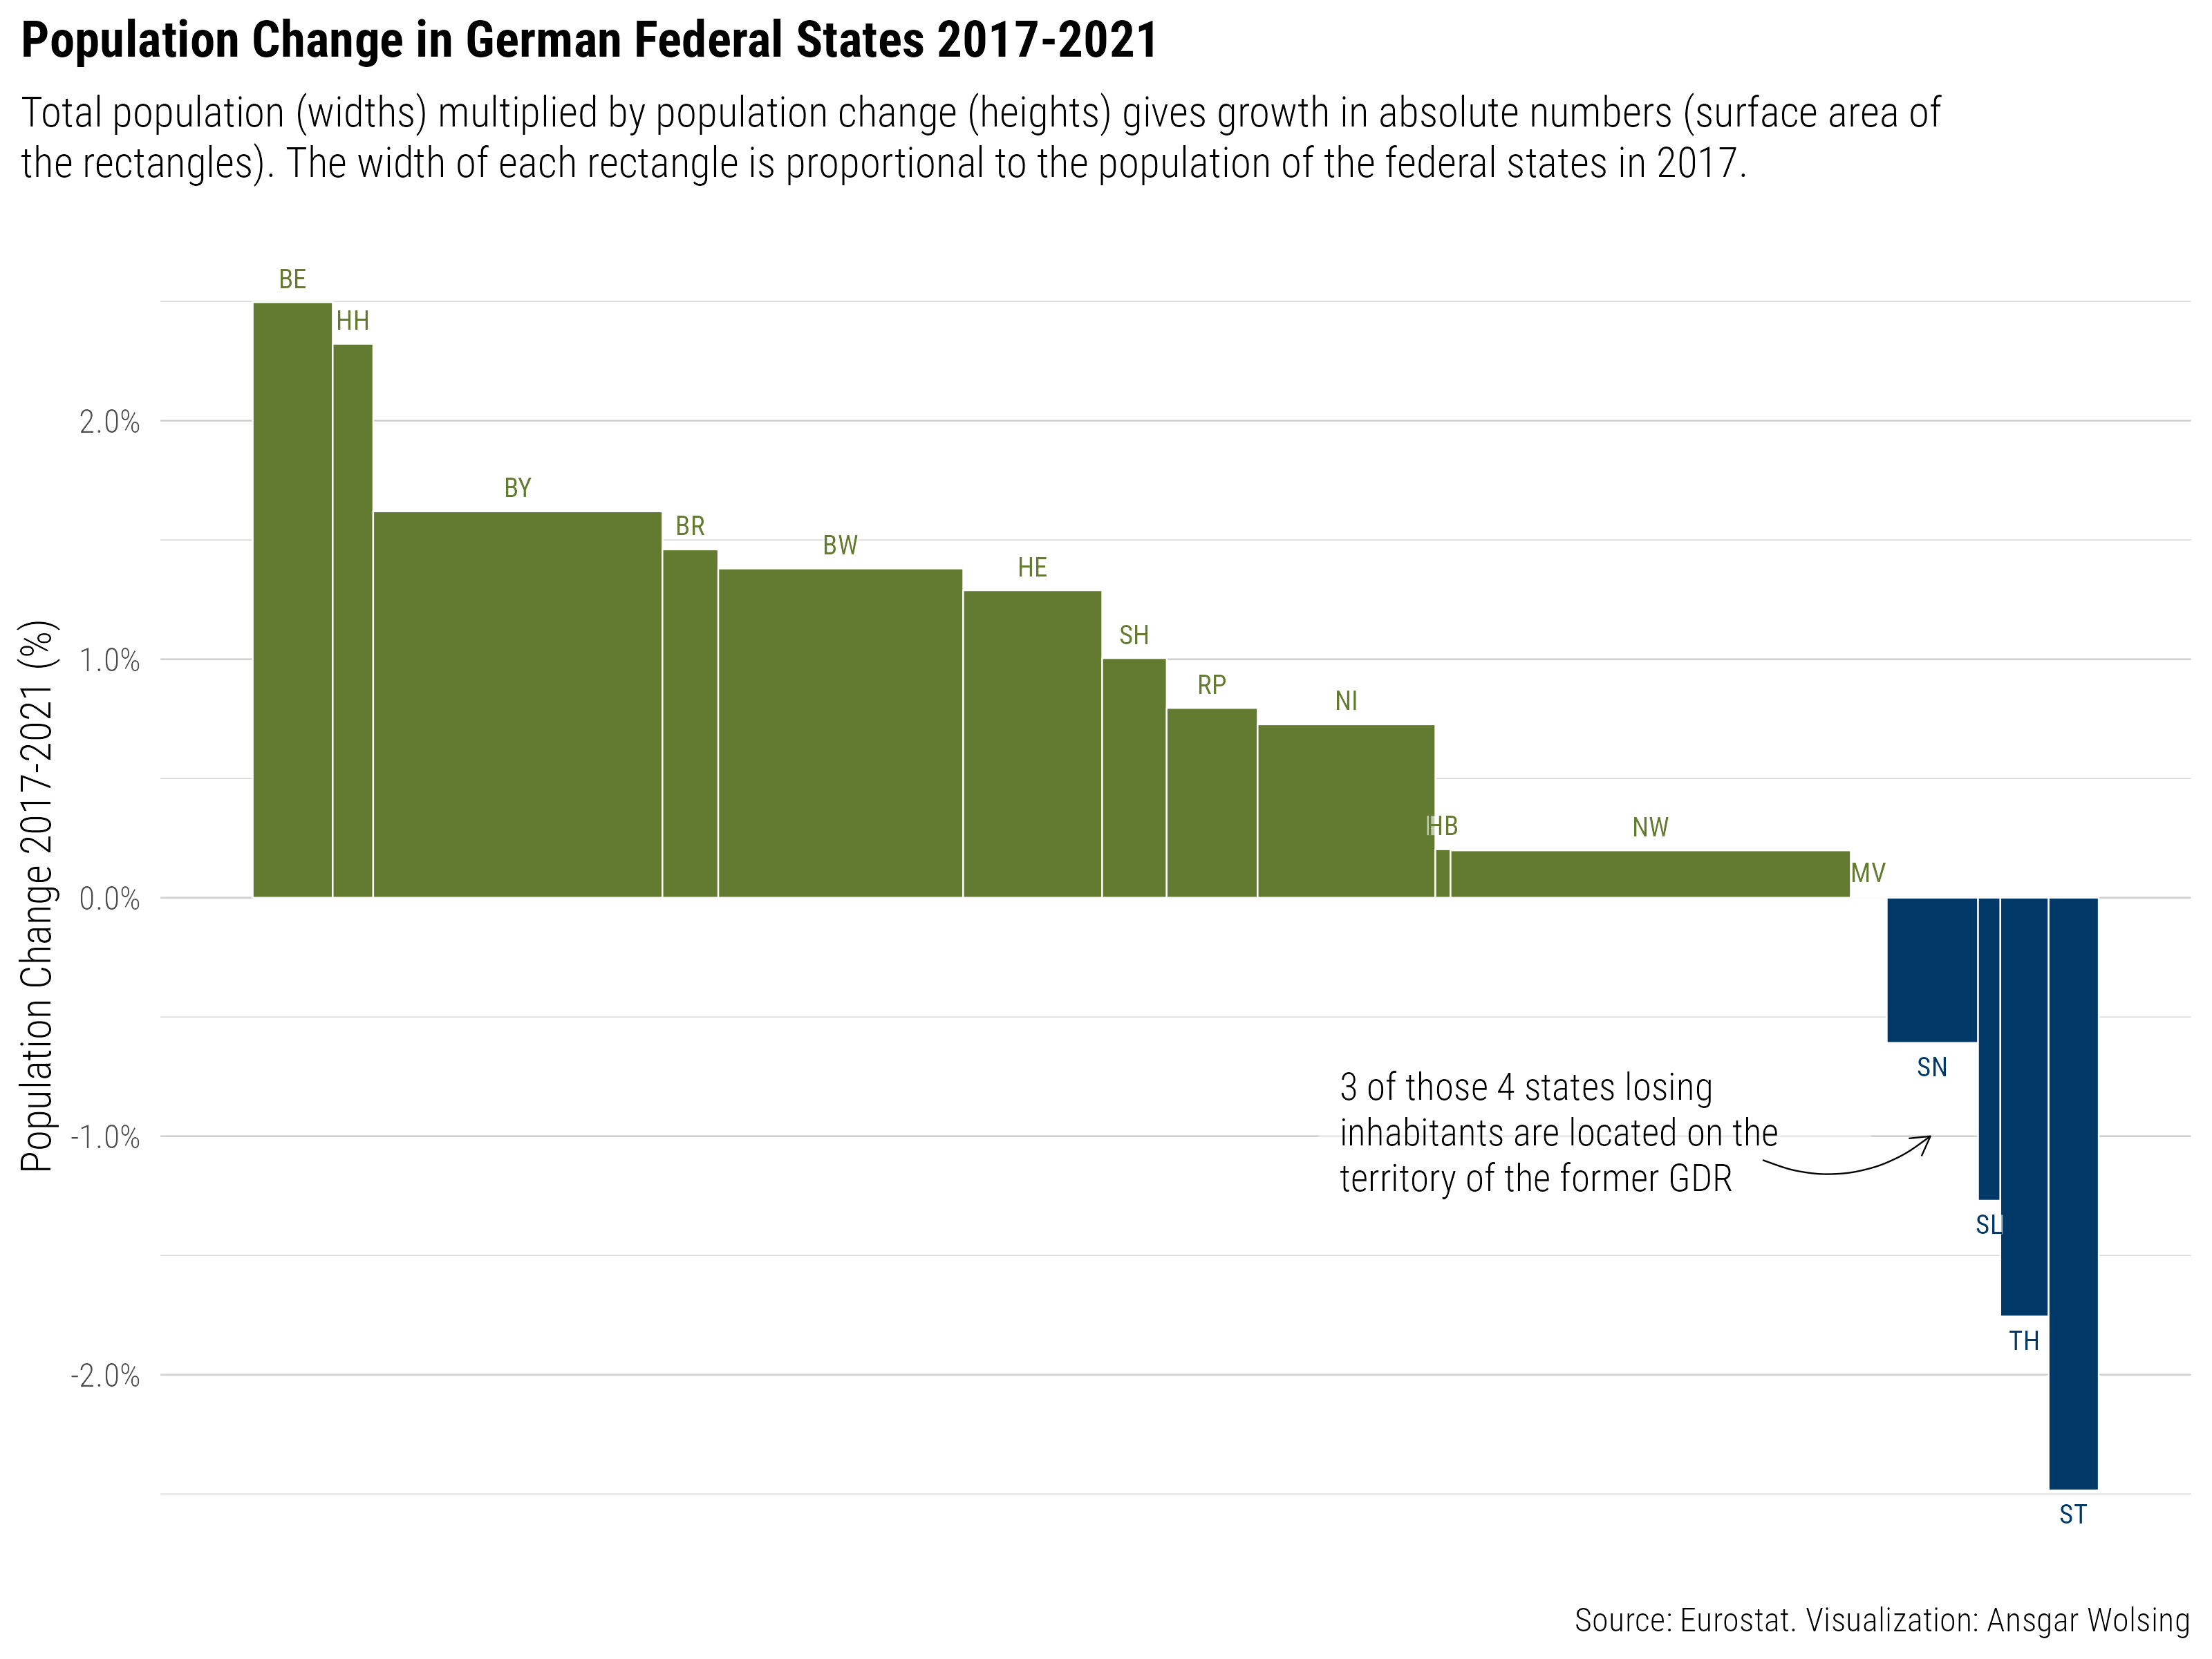 Population Change in German Federal States 2017-2021
Total population (widths) multiplied by population change (heights) gives growth in absolute numbers (surface area of
the rectangles). The width of each rectangle is proportional to the population of the federal states in 2017.
Population Change 2017-2021 (%)
2.0%
1.0%
0.0%
-1.0%
-2.0%
BE
HH
BY
BR
BW
HE
SH
RP
NI
HB
NW
MV
SN
SL
TH
ST
3 of those 4 states losing
inhabitants are located on the
territory of the former GDR
Source: Eurostat. Visualization: Ansgar Wolsing